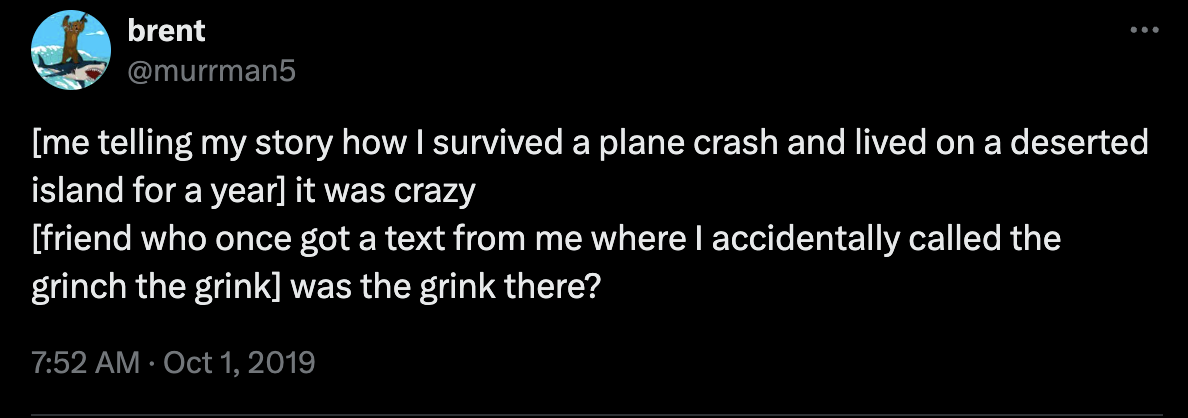 brent
@murrman5
[me telling my story how I survived a plane crash and lived on a deserted
island for a year] it was crazy
[friend who once got a text from me where I accidentally called the
grinch the grink] was the grink there?
7:52 AM · Oct 1, 2019